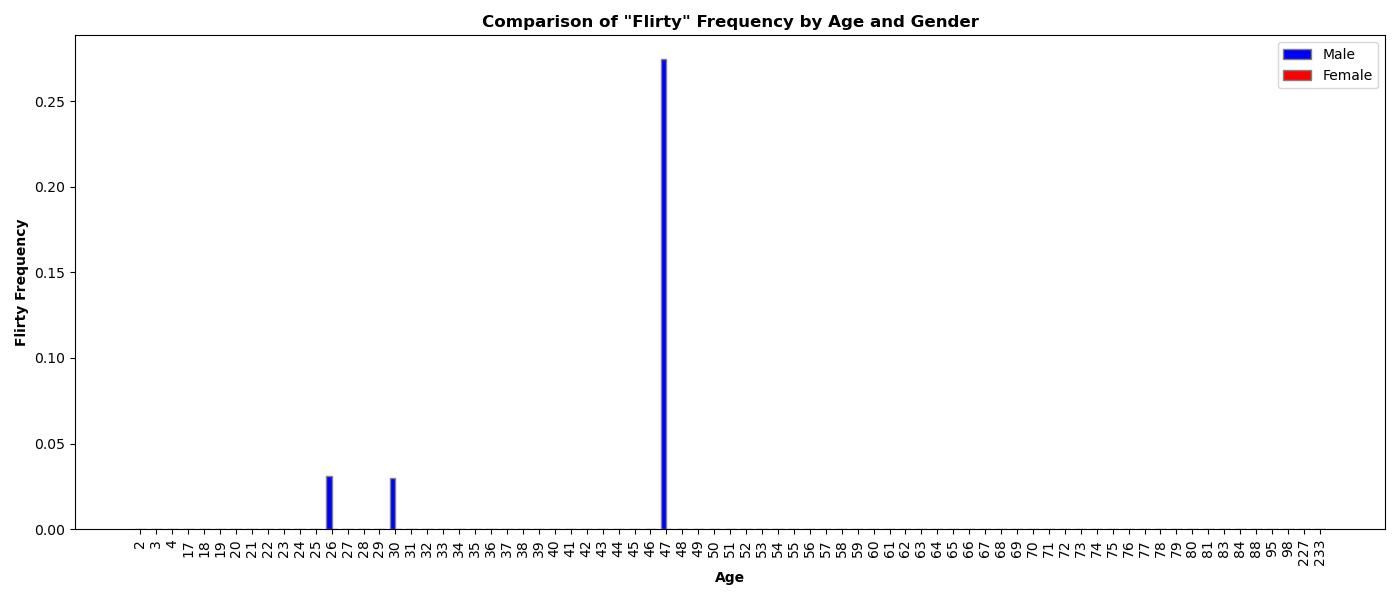 Comparison of "Flirty" Frequency by Age and Gender
Male
Female
Flirty Frequency
0.25
0.20
0.15
0.10
0.05
0.00
2 3 4 17 18 19 20 21 22 23 24 25 26 27 28 29 30 31 32 33 34 35 36 37 38 39 40 41 42 43 44 45 46 47 48 49 50 51 52 53 54 55 56 57 58 59 60 61 62 63 64 65 66 67 68 69 70 71 72 73 74 75 76 77 78 79 80 81 83 84 88 95 98 227 233
Age